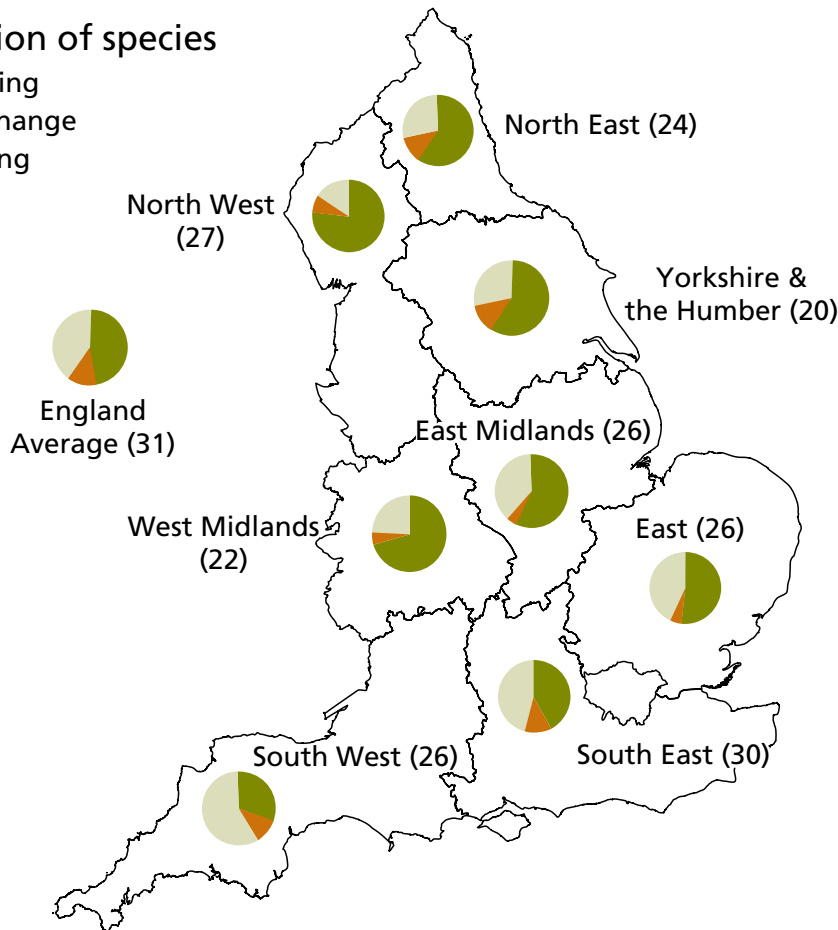 ion of species
ing
hange
ng
North East (24)
North West
(27)
Yorkshire &
the Humber (20)
England
Average (31)
East Midlands (26)
West Midlands
(22)
East (26)
South West (26)
South East (30)